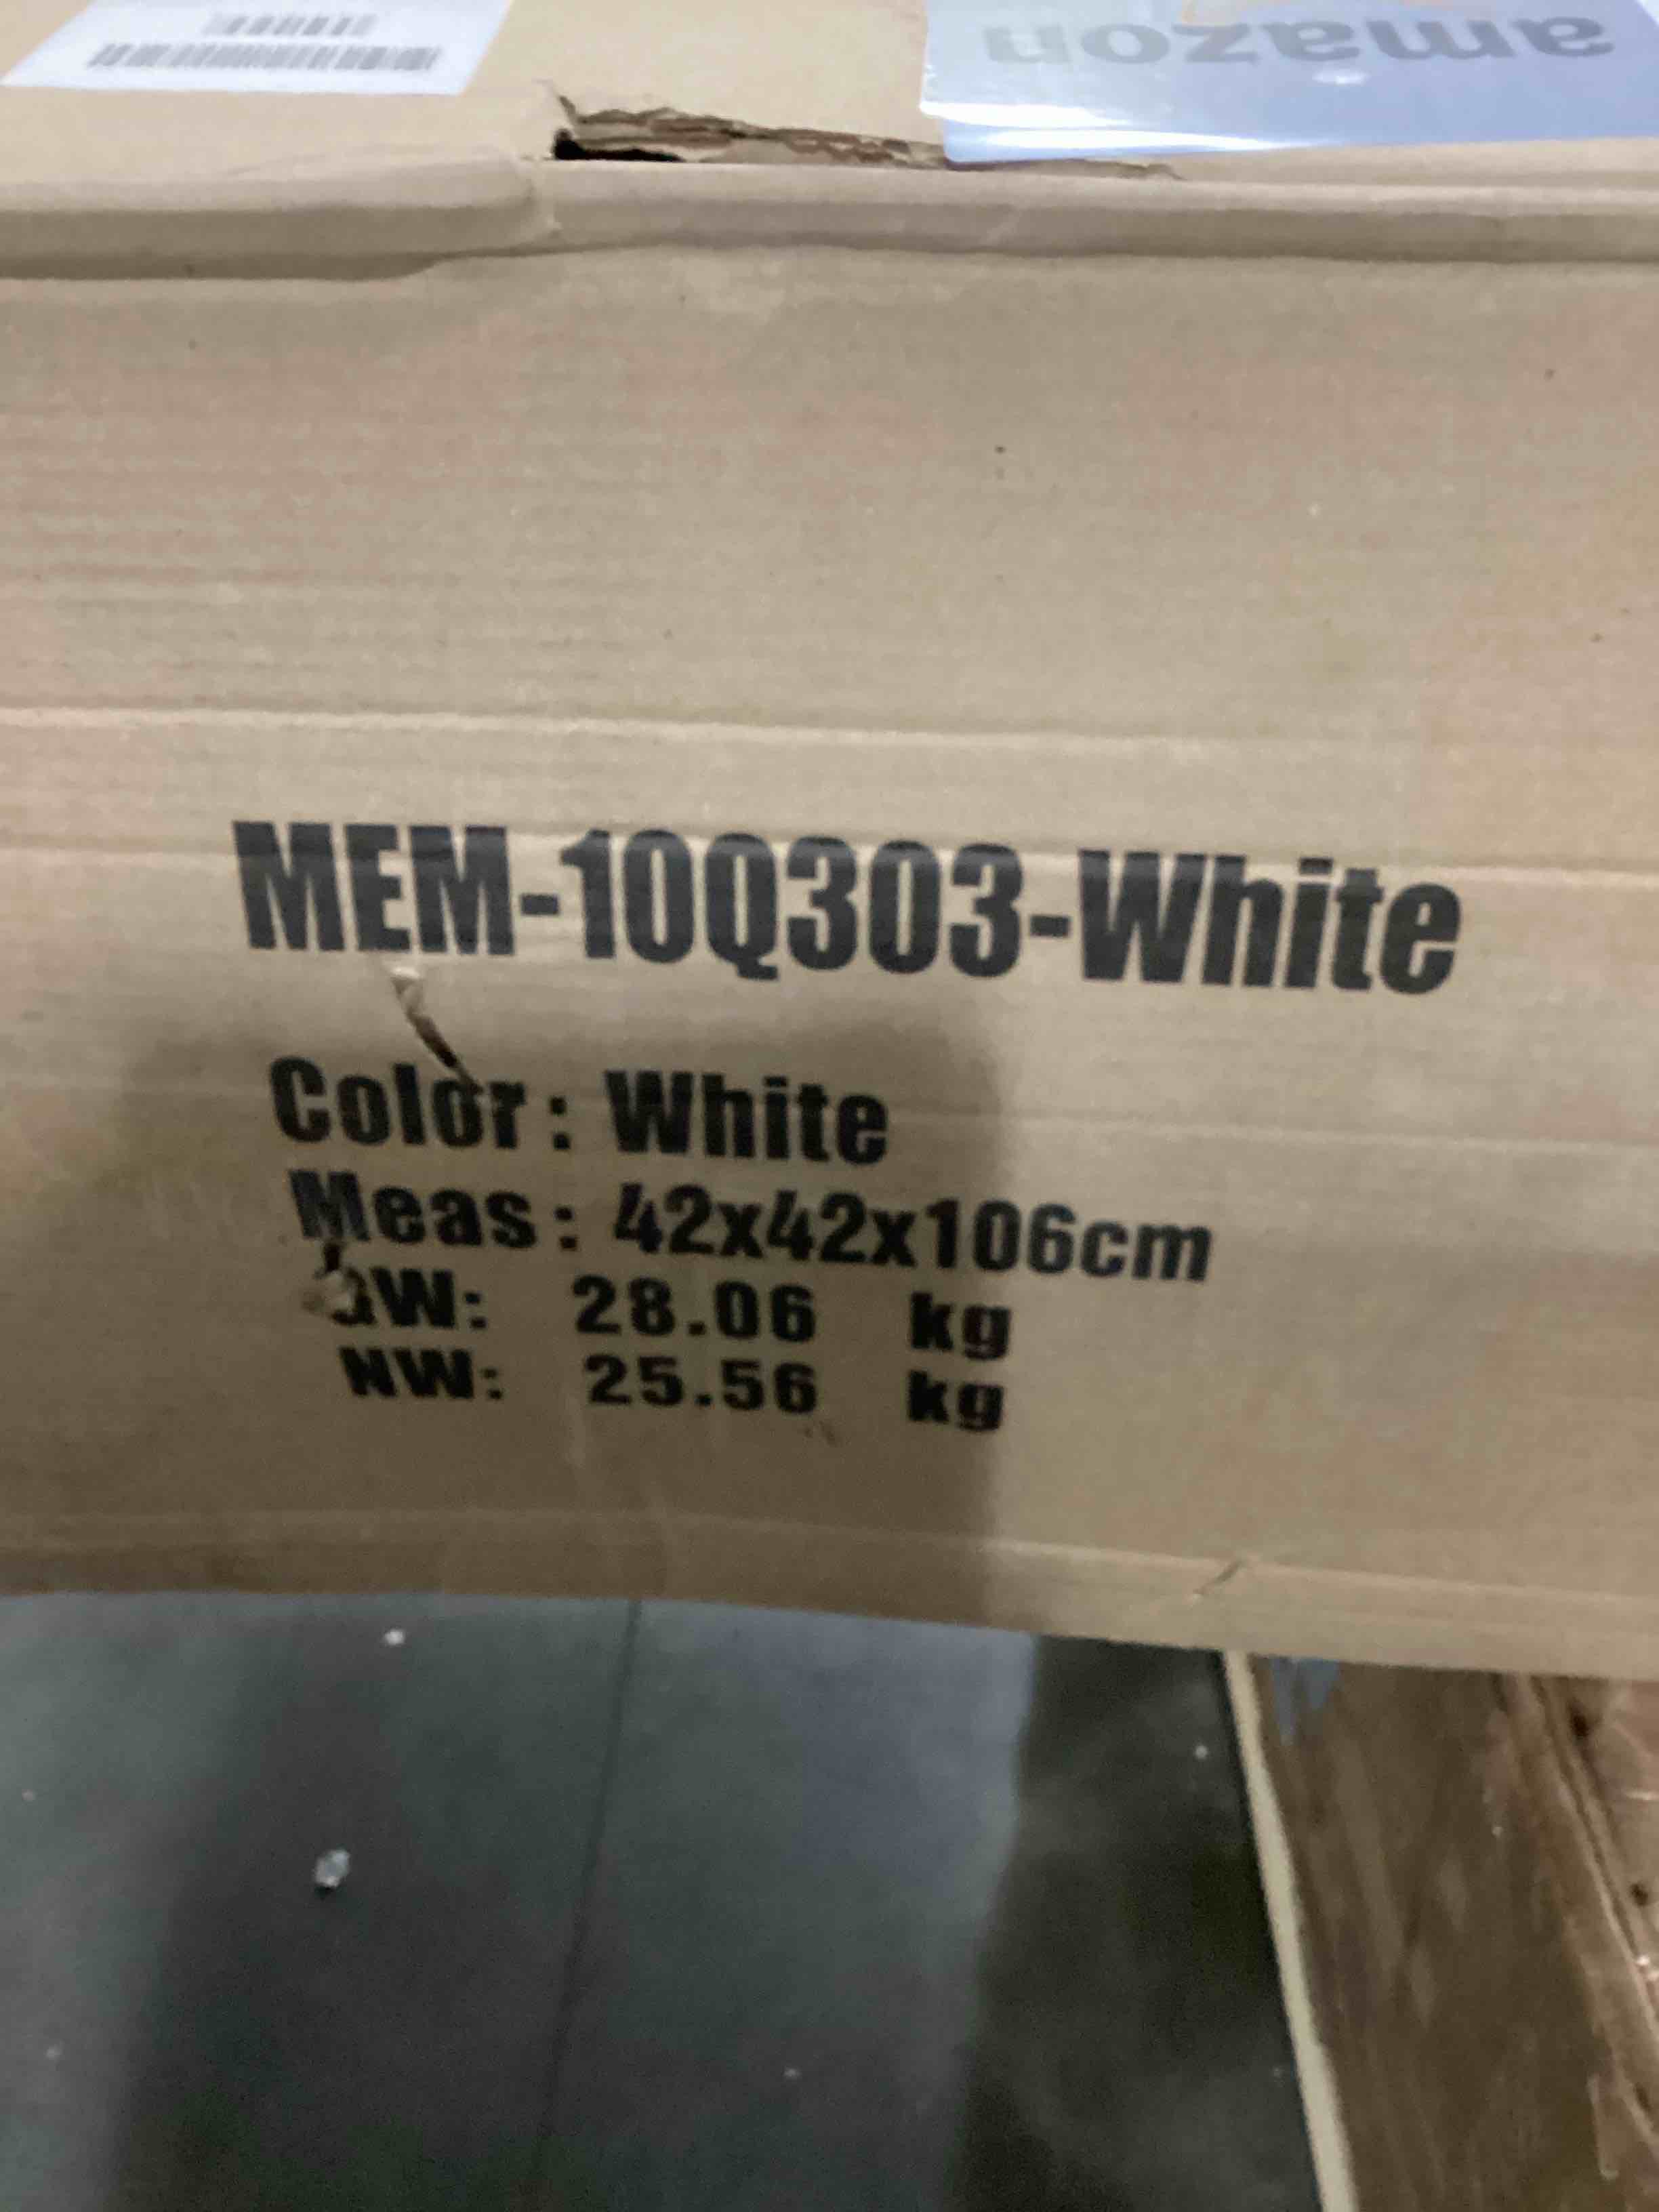 amazon
MEM-10Q303-White
Color: White
Meas: 42x42x106cm
GW: 28.06 kg
NW: 25.56 kg